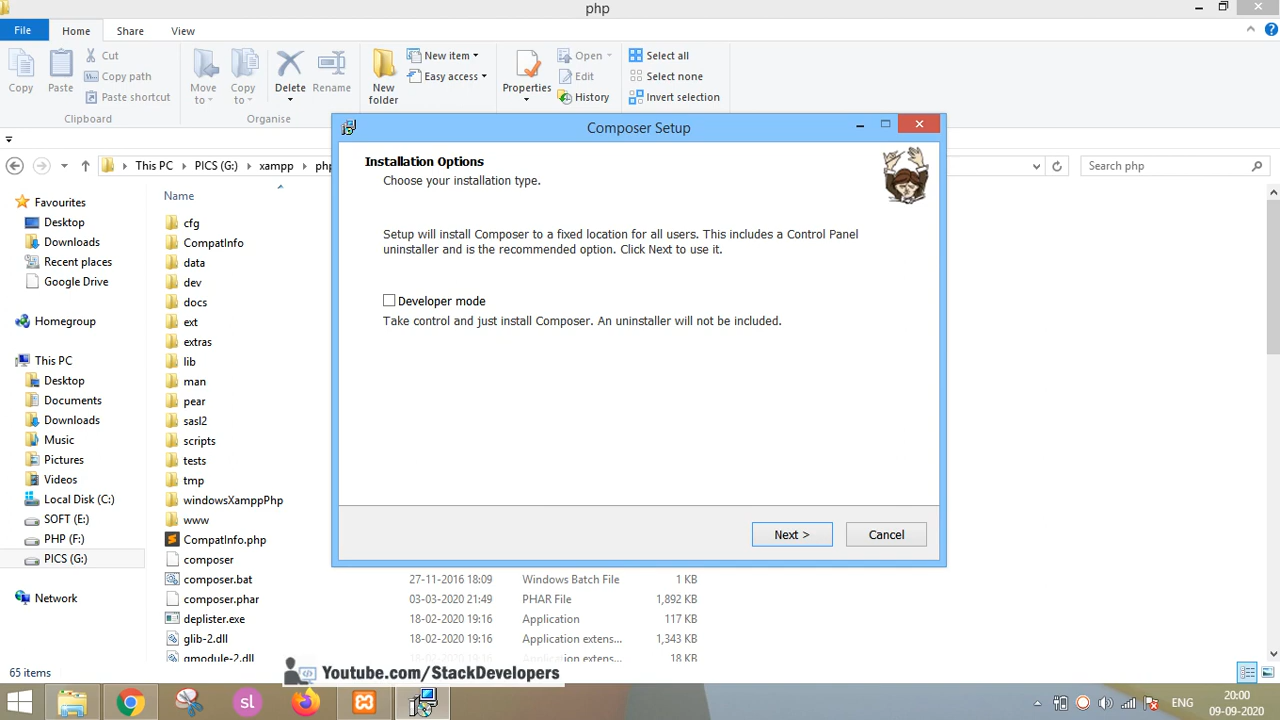 php
File
Home
Share
View
Copy
Paste
Cut
Copy path
Paste shortcut
Clipboard
Move to
Copy to
Delete
Rename
Organise
New folder
New item
Easy access
Properties
Open
Edit
History
Select all
Select none
Invert selection
This PC
PICS (G:)
xampp
php
Search php
Favourites
Desktop
Downloads
Recent places
Google Drive
Homegroup
This PC
Desktop
Documents
Downloads
Music
Pictures
Videos
Local Disk (C:)
SOFT (E:)
PHP (F:)
PICS (G:)
Network
Name
cfg
CompatInfo
data
dev
docs
ext
extras
lib
man
pear
sasl2
scripts
tests
tmp
windowsXamppPhp
www
CompatInfo.php
composer
composer.bat 27-11-2016 18:09 Windows Batch File 1 KB
composer.phar 03-03-2020 21:49 PHAR File 1,892 KB
deplister.exe 18-02-2020 19:16 Application 117 KB
glib-2.dll 18-02-2020 19:16 Application extens... 1,343 KB
gmodule-2.dll 18-02-2020 19:16 Application extens... 18 KB
Composer Setup
Installation Options
Choose your installation type.
Setup will install Composer to a fixed location for all users. This includes a Control Panel
uninstaller and is the recommended option. Click Next to use it.
Developer mode
Take control and just install Composer. An uninstaller will not be included.
Next >
Cancel
65 items
Youtube.com/StackDevelopers
sl
ENG
20:00
09-09-2020